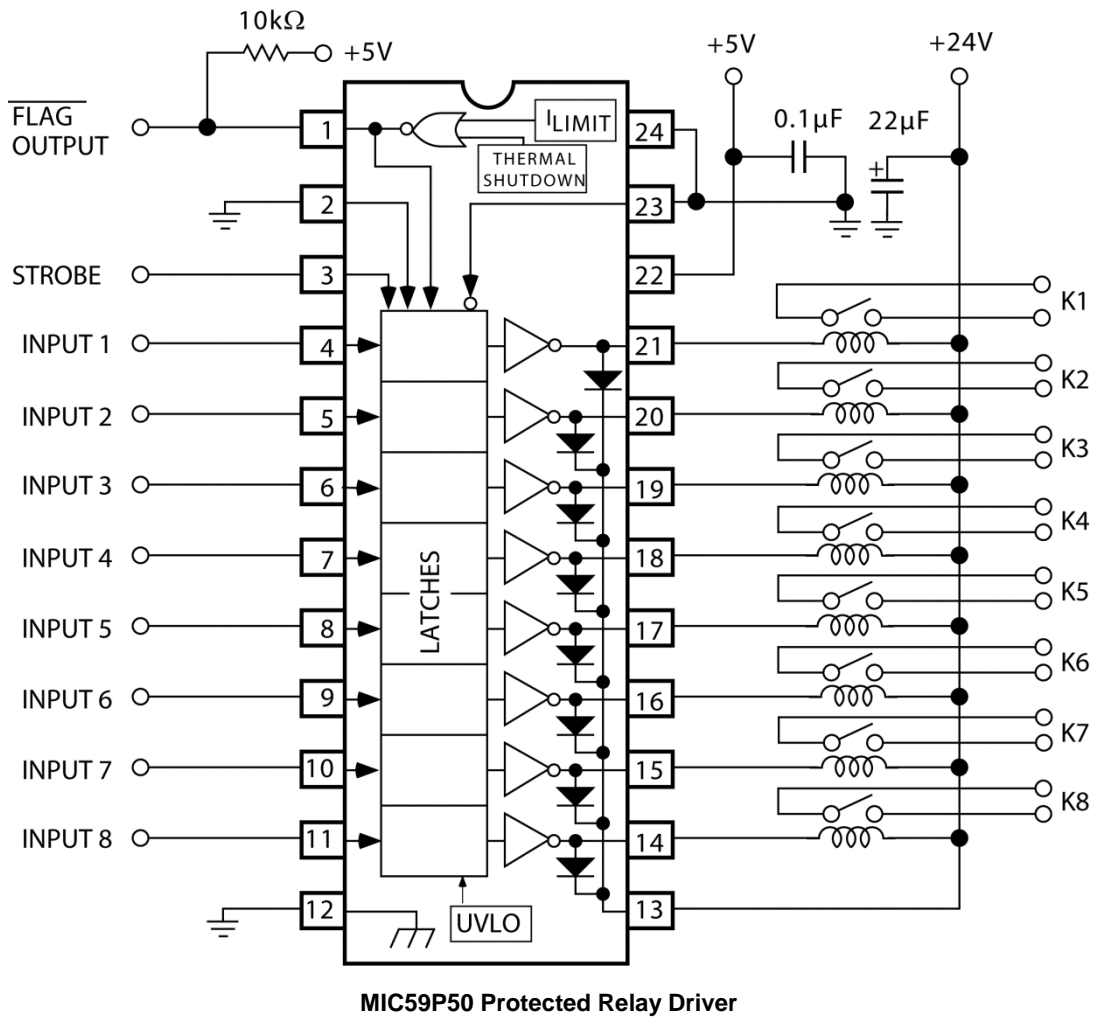 10kΩ
+5V
FLAG
OUTPUT
+5V
+24V
0.1µF
22µF
+
ILIMIT
THERMAL
SHUTDOWN
1
24
2
23
STROBE
3
22
INPUT 1
4
21
K1
INPUT 2
5
20
K2
INPUT 3
6
19
K3
INPUT 4
7
18
K4
LATCHES
INPUT 5
8
17
K5
INPUT 6
9
16
K6
INPUT 7
10
15
K7
INPUT 8
11
14
K8
12
13
UVLO
MIC59P50 Protected Relay Driver